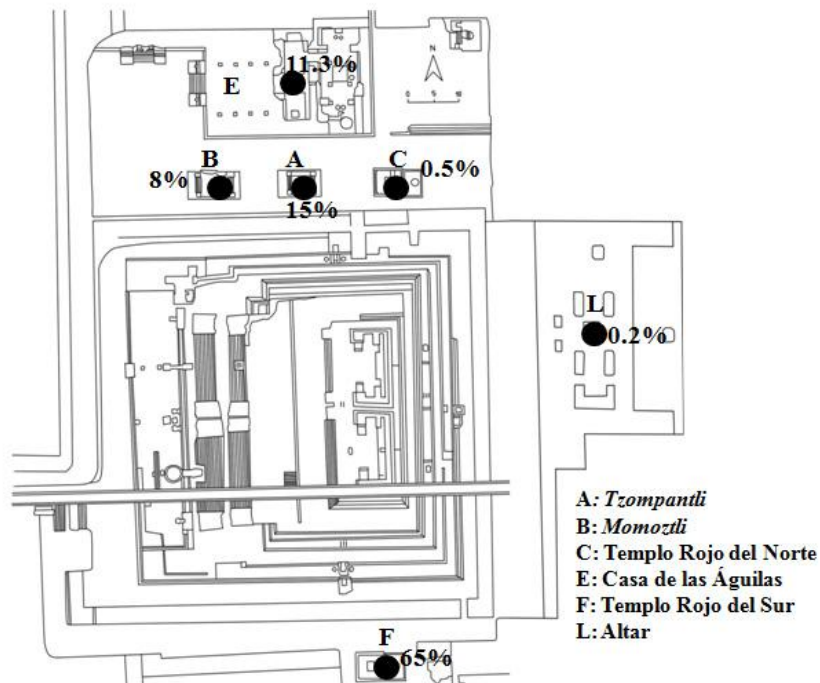 11.3%
N
E
0 5 10
B
A
C
0.5%
8%
15%
L
0.2%
A: Tzompantli
B: Momoztli
C: Templo Rojo del Norte
E: Casa de las Águilas
F: Templo Rojo del Sur
L: Altar
F
65%